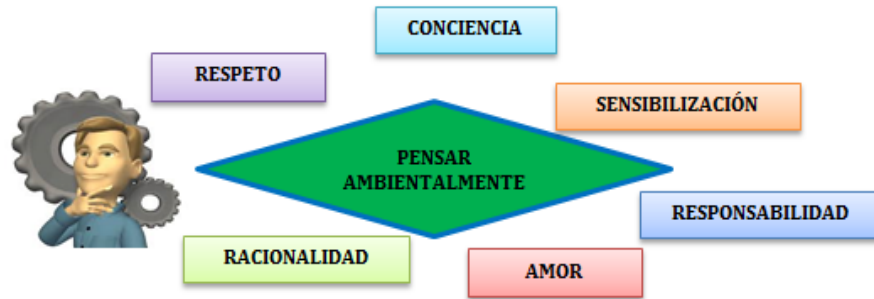 CONCIENCIA
RESPETO
SENSIBILIZACIÓN
PENSAR
AMBIENTALMENTE
RESPONSABILIDAD
RACIONALIDAD
AMOR